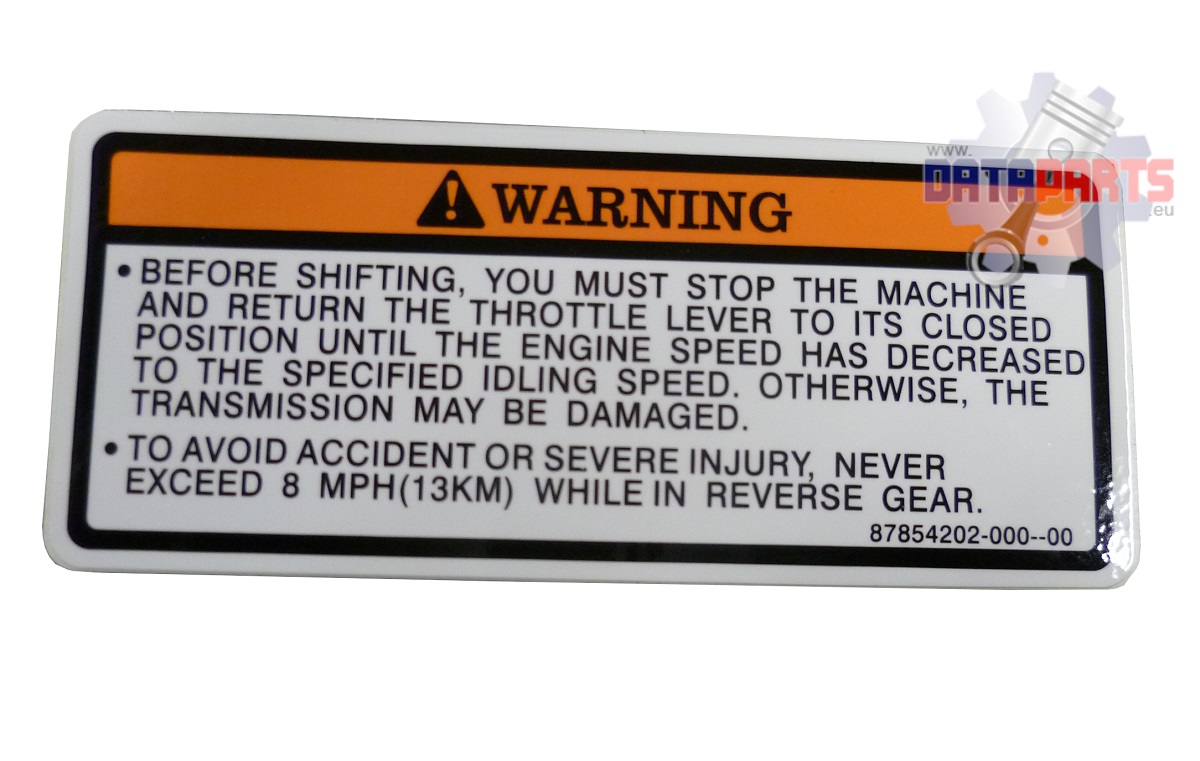 www.
DATAPARTS
.eu
WARNING
• BEFORE SHIFTING, YOU MUST STOP THE MACHINE
AND RETURN THE THROTTLE LEVER TO ITS CLOSED
POSITION UNTIL THE ENGINE SPEED HAS DECREASED
TO THE SPECIFIED IDLING SPEED. OTHERWISE, THE
TRANSMISSION MAY BE DAMAGED.
• TO AVOID ACCIDENT OR SEVERE INJURY, NEVER
EXCEED 8 MPH(13KM) WHILE IN REVERSE GEAR.
87854202-000--00